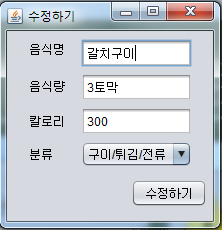 수정하기
음식명 갈치구이
음식량 3토막
칼로리 300
분류 구이/튀김/전류
수정하기